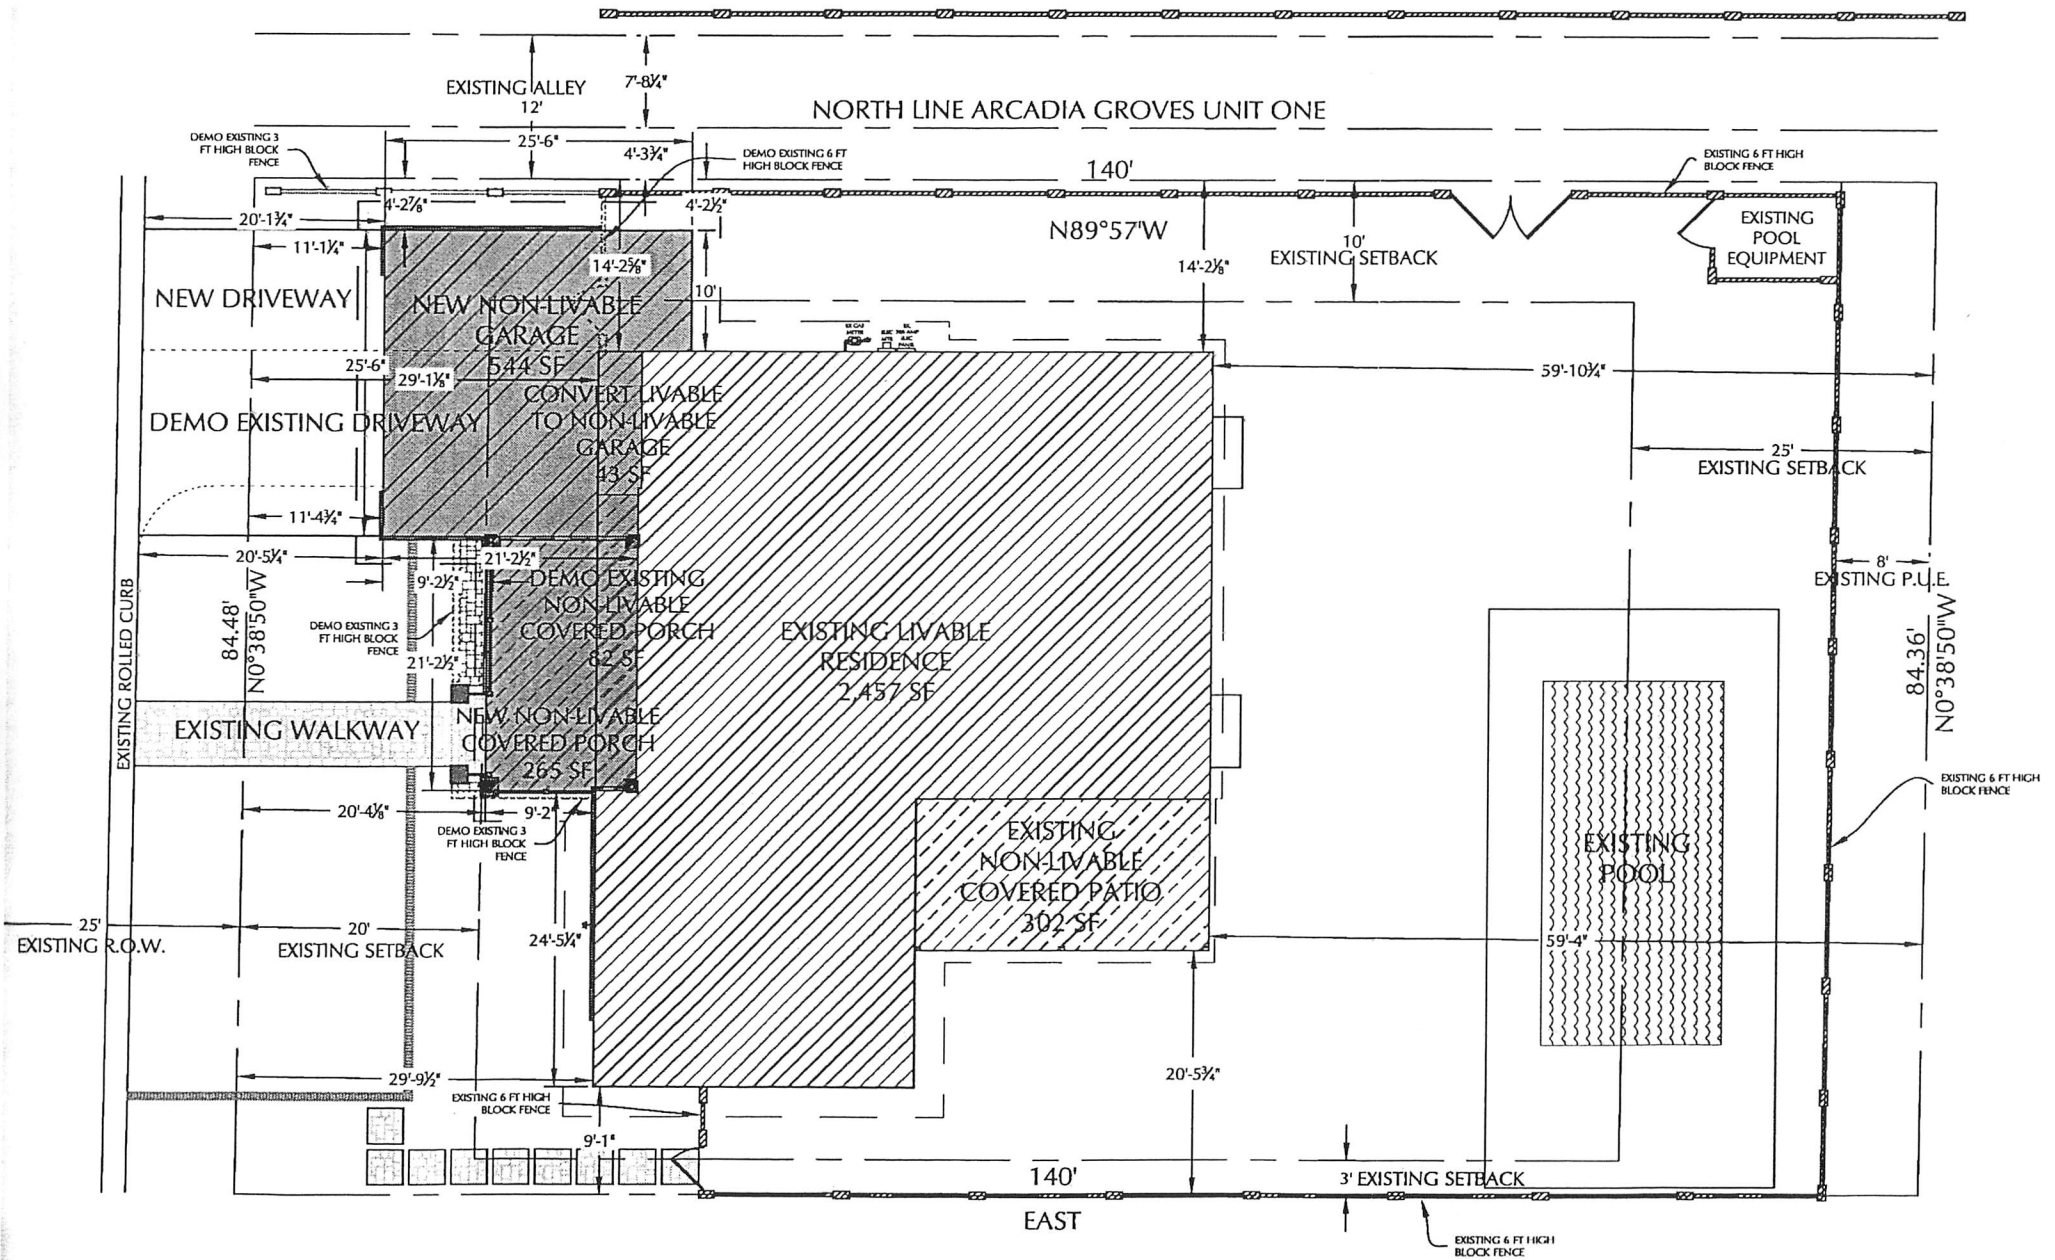 EXISTING ALLEY
12'
7'-8¼"
NORTH LINE ARCADIA GROVES UNIT ONE
DEMO EXISTING 3
FT HIGH BLOCK
FENCE
25'-6"
4'-3¾"
DEMO EXISTING 6 FT
HIGH BLOCK FENCE
140'
EXISTING 6 FT HIGH
BLOCK FENCE
4'-2⅞"
4'-2½"
20'-1¾"
11'-1¼"
N89°57'W
10'
EXISTING SETBACK
EXISTING
POOL
EQUIPMENT
14'-2⅝"
14'-2⅛"
10'
NEW DRIVEWAY
NEW NON-LIVABLE
GARAGE
544 SF
EX GAS
METER
ELEC
MTR
25'-6"
29'-1⅛"
59'-10¾"
CONVERT LIVABLE
TO NON-LIVABLE
GARAGE
43 SF
DEMO EXISTING DRIVEWAY
25'
EXISTING SETBACK
11'-4¾"
20'-5¼"
21'-2½"
9'-2½"
8'
EXISTING P.U.E.
DEMO EXISTING
NON-LIVABLE
COVERED PORCH
82 SF
DEMO EXISTING 3
FT HIGH BLOCK
FENCE
84.48'
N0°38'50"W
EXISTING ROLLED CURB
21'-2½"
EXISTING LIVABLE
RESIDENCE
2,457 SF
84.36'
N0°38'50"W
EXISTING WALKWAY
NEW NON-LIVABLE
COVERED PORCH
265 SF
EXISTING 6 FT HIGH
BLOCK FENCE
20'-4⅛"
9'-2"
DEMO EXISTING 3
FT HIGH BLOCK
FENCE
EXISTING
NON-LIVABLE
COVERED PATIO
302 SF
EXISTING
POOL
25'
EXISTING R.O.W.
20'
EXISTING SETBACK
24'-5¼"
59'-4"
29'-9½"
20'-5¾"
EXISTING 6 FT HIGH
BLOCK FENCE
9'-1"
140'
3' EXISTING SETBACK
EAST
EXISTING 6 FT HIGH
BLOCK FENCE